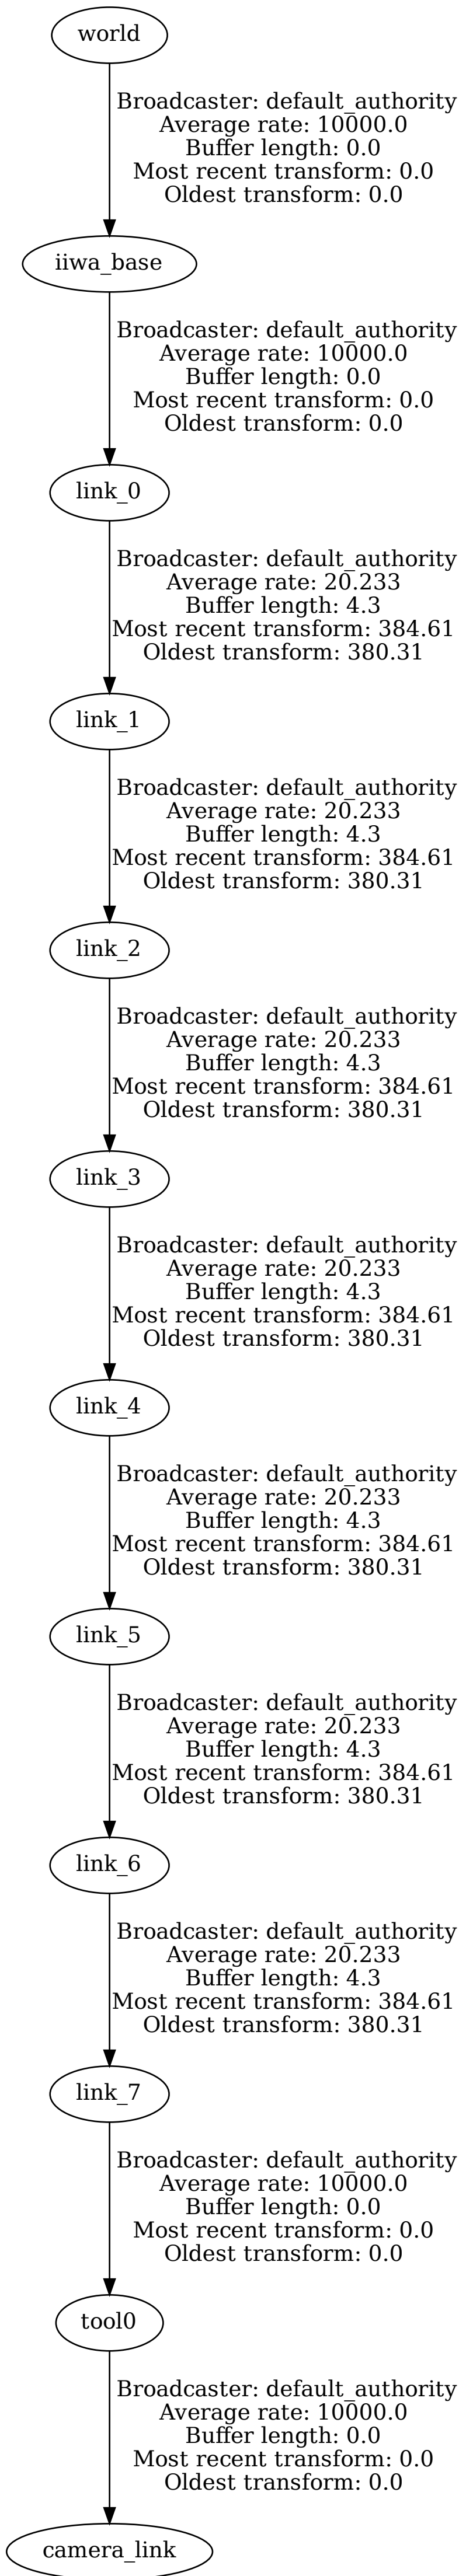 world
Broadcaster: default_authority
Average rate: 10000.0
Buffer length: 0.0
Most recent transform: 0.0
Oldest transform: 0.0
iiwa_base
Broadcaster: default_authority
Average rate: 10000.0
Buffer length: 0.0
Most recent transform: 0.0
Oldest transform: 0.0
link_0
Broadcaster: default_authority
Average rate: 20.233
Buffer length: 4.3
Most recent transform: 384.61
Oldest transform: 380.31
link_1
Broadcaster: default_authority
Average rate: 20.233
Buffer length: 4.3
Most recent transform: 384.61
Oldest transform: 380.31
link_2
Broadcaster: default_authority
Average rate: 20.233
Buffer length: 4.3
Most recent transform: 384.61
Oldest transform: 380.31
link_3
Broadcaster: default_authority
Average rate: 20.233
Buffer length: 4.3
Most recent transform: 384.61
Oldest transform: 380.31
link_4
Broadcaster: default_authority
Average rate: 20.233
Buffer length: 4.3
Most recent transform: 384.61
Oldest transform: 380.31
link_5
Broadcaster: default_authority
Average rate: 20.233
Buffer length: 4.3
Most recent transform: 384.61
Oldest transform: 380.31
link_6
Broadcaster: default_authority
Average rate: 20.233
Buffer length: 4.3
Most recent transform: 384.61
Oldest transform: 380.31
link_7
Broadcaster: default_authority
Average rate: 10000.0
Buffer length: 0.0
Most recent transform: 0.0
Oldest transform: 0.0
tool0
Broadcaster: default_authority
Average rate: 10000.0
Buffer length: 0.0
Most recent transform: 0.0
Oldest transform: 0.0
camera_link